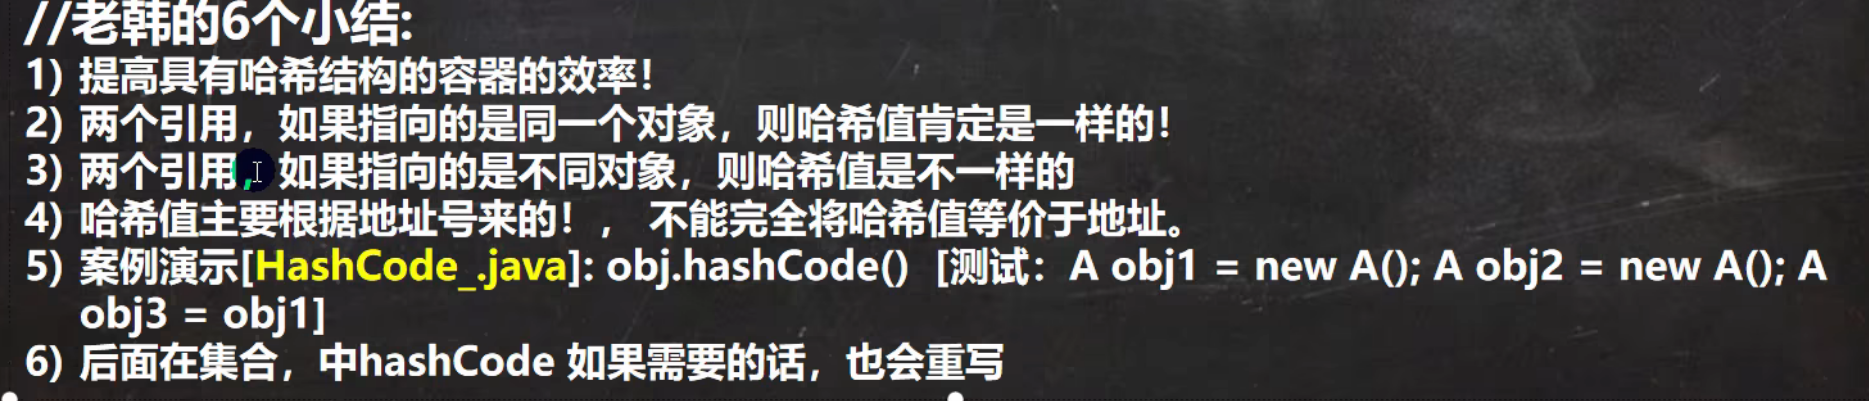 //老韩的6个小结:
1) 提高具有哈希结构的容器的效率！
2) 两个引用，如果指向的是同一个对象，则哈希值肯定是一样的！
3) 两个引用，如果指向的是不同对象，则哈希值是不一样的
4) 哈希值主要根据地址号来的！， 不能完全将哈希值等价于地址。
5) 案例演示[HashCode_.java]: obj.hashCode() [测试：A obj1 = new A(); A obj2 = new A(); A
obj3 = obj1]
6) 后面在集合，中hashCode 如果需要的话，也会重写